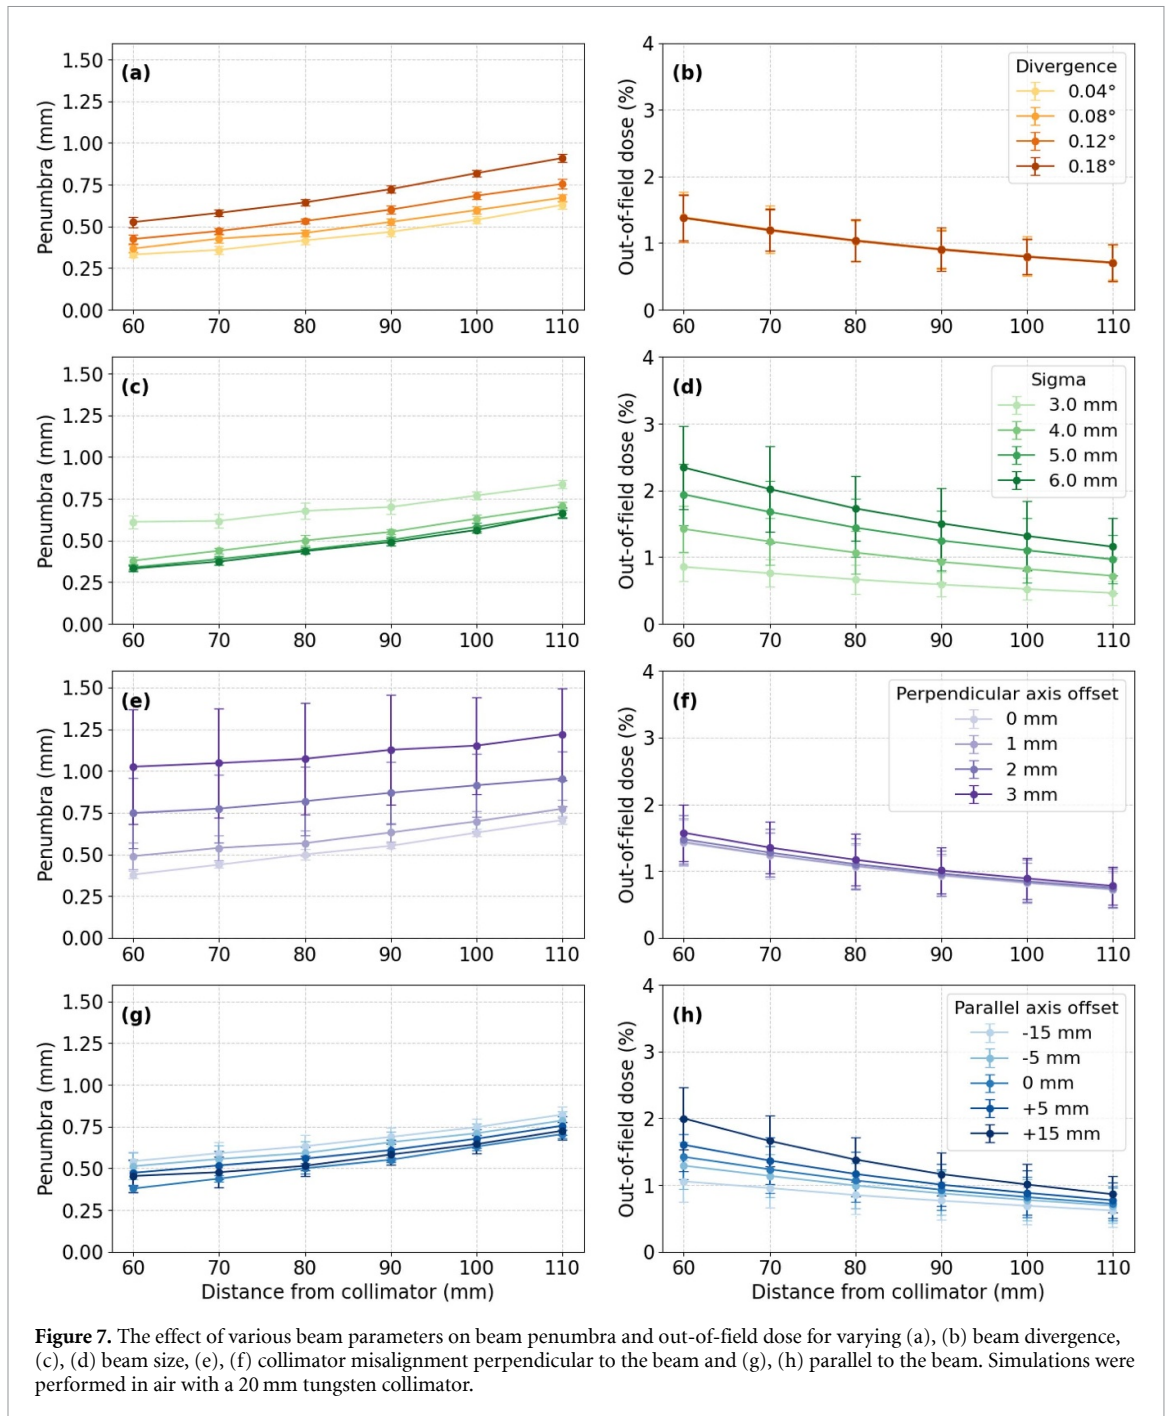 (a)
Penumbra (mm)
1.50
1.25
1.00
0.75
0.50
0.25
0.00
60 70 80 90 100 110
(b)
Out-of-field dose (%)
4
3
2
1
0
60 70 80 90 100 110
Divergence
0.04°
0.08°
0.12°
0.18°
(c)
Penumbra (mm)
1.50
1.25
1.00
0.75
0.50
0.25
0.00
60 70 80 90 100 110
(d)
Out-of-field dose (%)
4
3
2
1
0
60 70 80 90 100 110
Sigma
3.0 mm
4.0 mm
5.0 mm
6.0 mm
(e)
Penumbra (mm)
1.50
1.25
1.00
0.75
0.50
0.25
0.00
60 70 80 90 100 110
(f)
Out-of-field dose (%)
4
3
2
1
0
60 70 80 90 100 110
Perpendicular axis offset
0 mm
1 mm
2 mm
3 mm
(g)
Penumbra (mm)
1.50
1.25
1.00
0.75
0.50
0.25
0.00
60 70 80 90 100 110
Distance from collimator (mm)
(h)
Out-of-field dose (%)
4
3
2
1
0
60 70 80 90 100 110
Distance from collimator (mm)
Parallel axis offset
-15 mm
-5 mm
0 mm
+5 mm
+15 mm
Figure 7. The effect of various beam parameters on beam penumbra and out-of-field dose for varying (a), (b) beam divergence,
(c), (d) beam size, (e), (f) collimator misalignment perpendicular to the beam and (g), (h) parallel to the beam. Simulations were
performed in air with a 20 mm tungsten collimator.